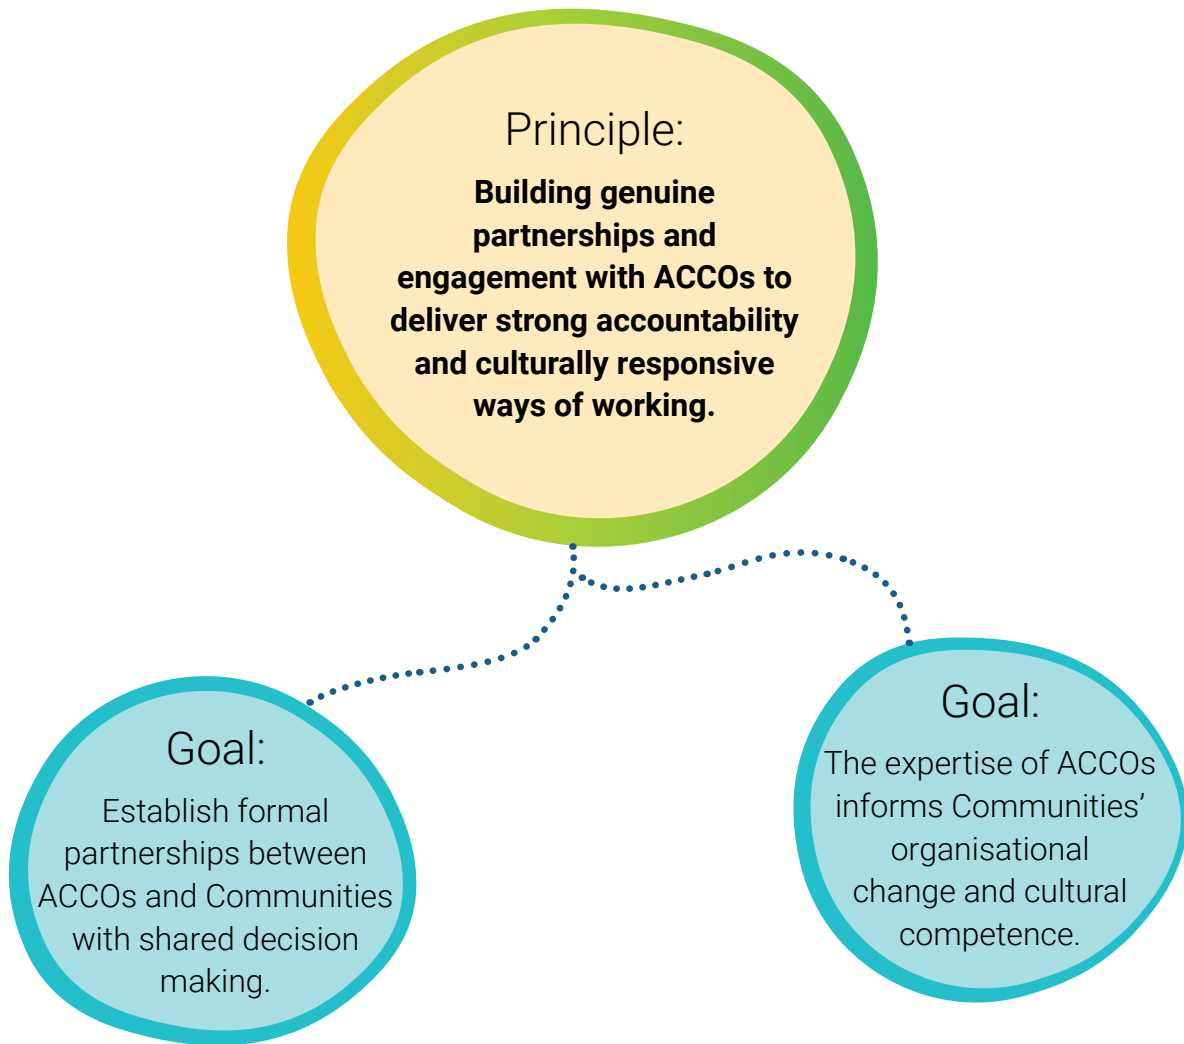 Principle:
Building genuine
partnerships and
engagement with ACCOs to
deliver strong accountability
and culturally responsive
ways of working.
Goal:
Establish formal
partnerships between
ACCOs and Communities
with shared decision
making.
Goal:
The expertise of ACCOs
informs Communities’
organisational
change and cultural
competence.